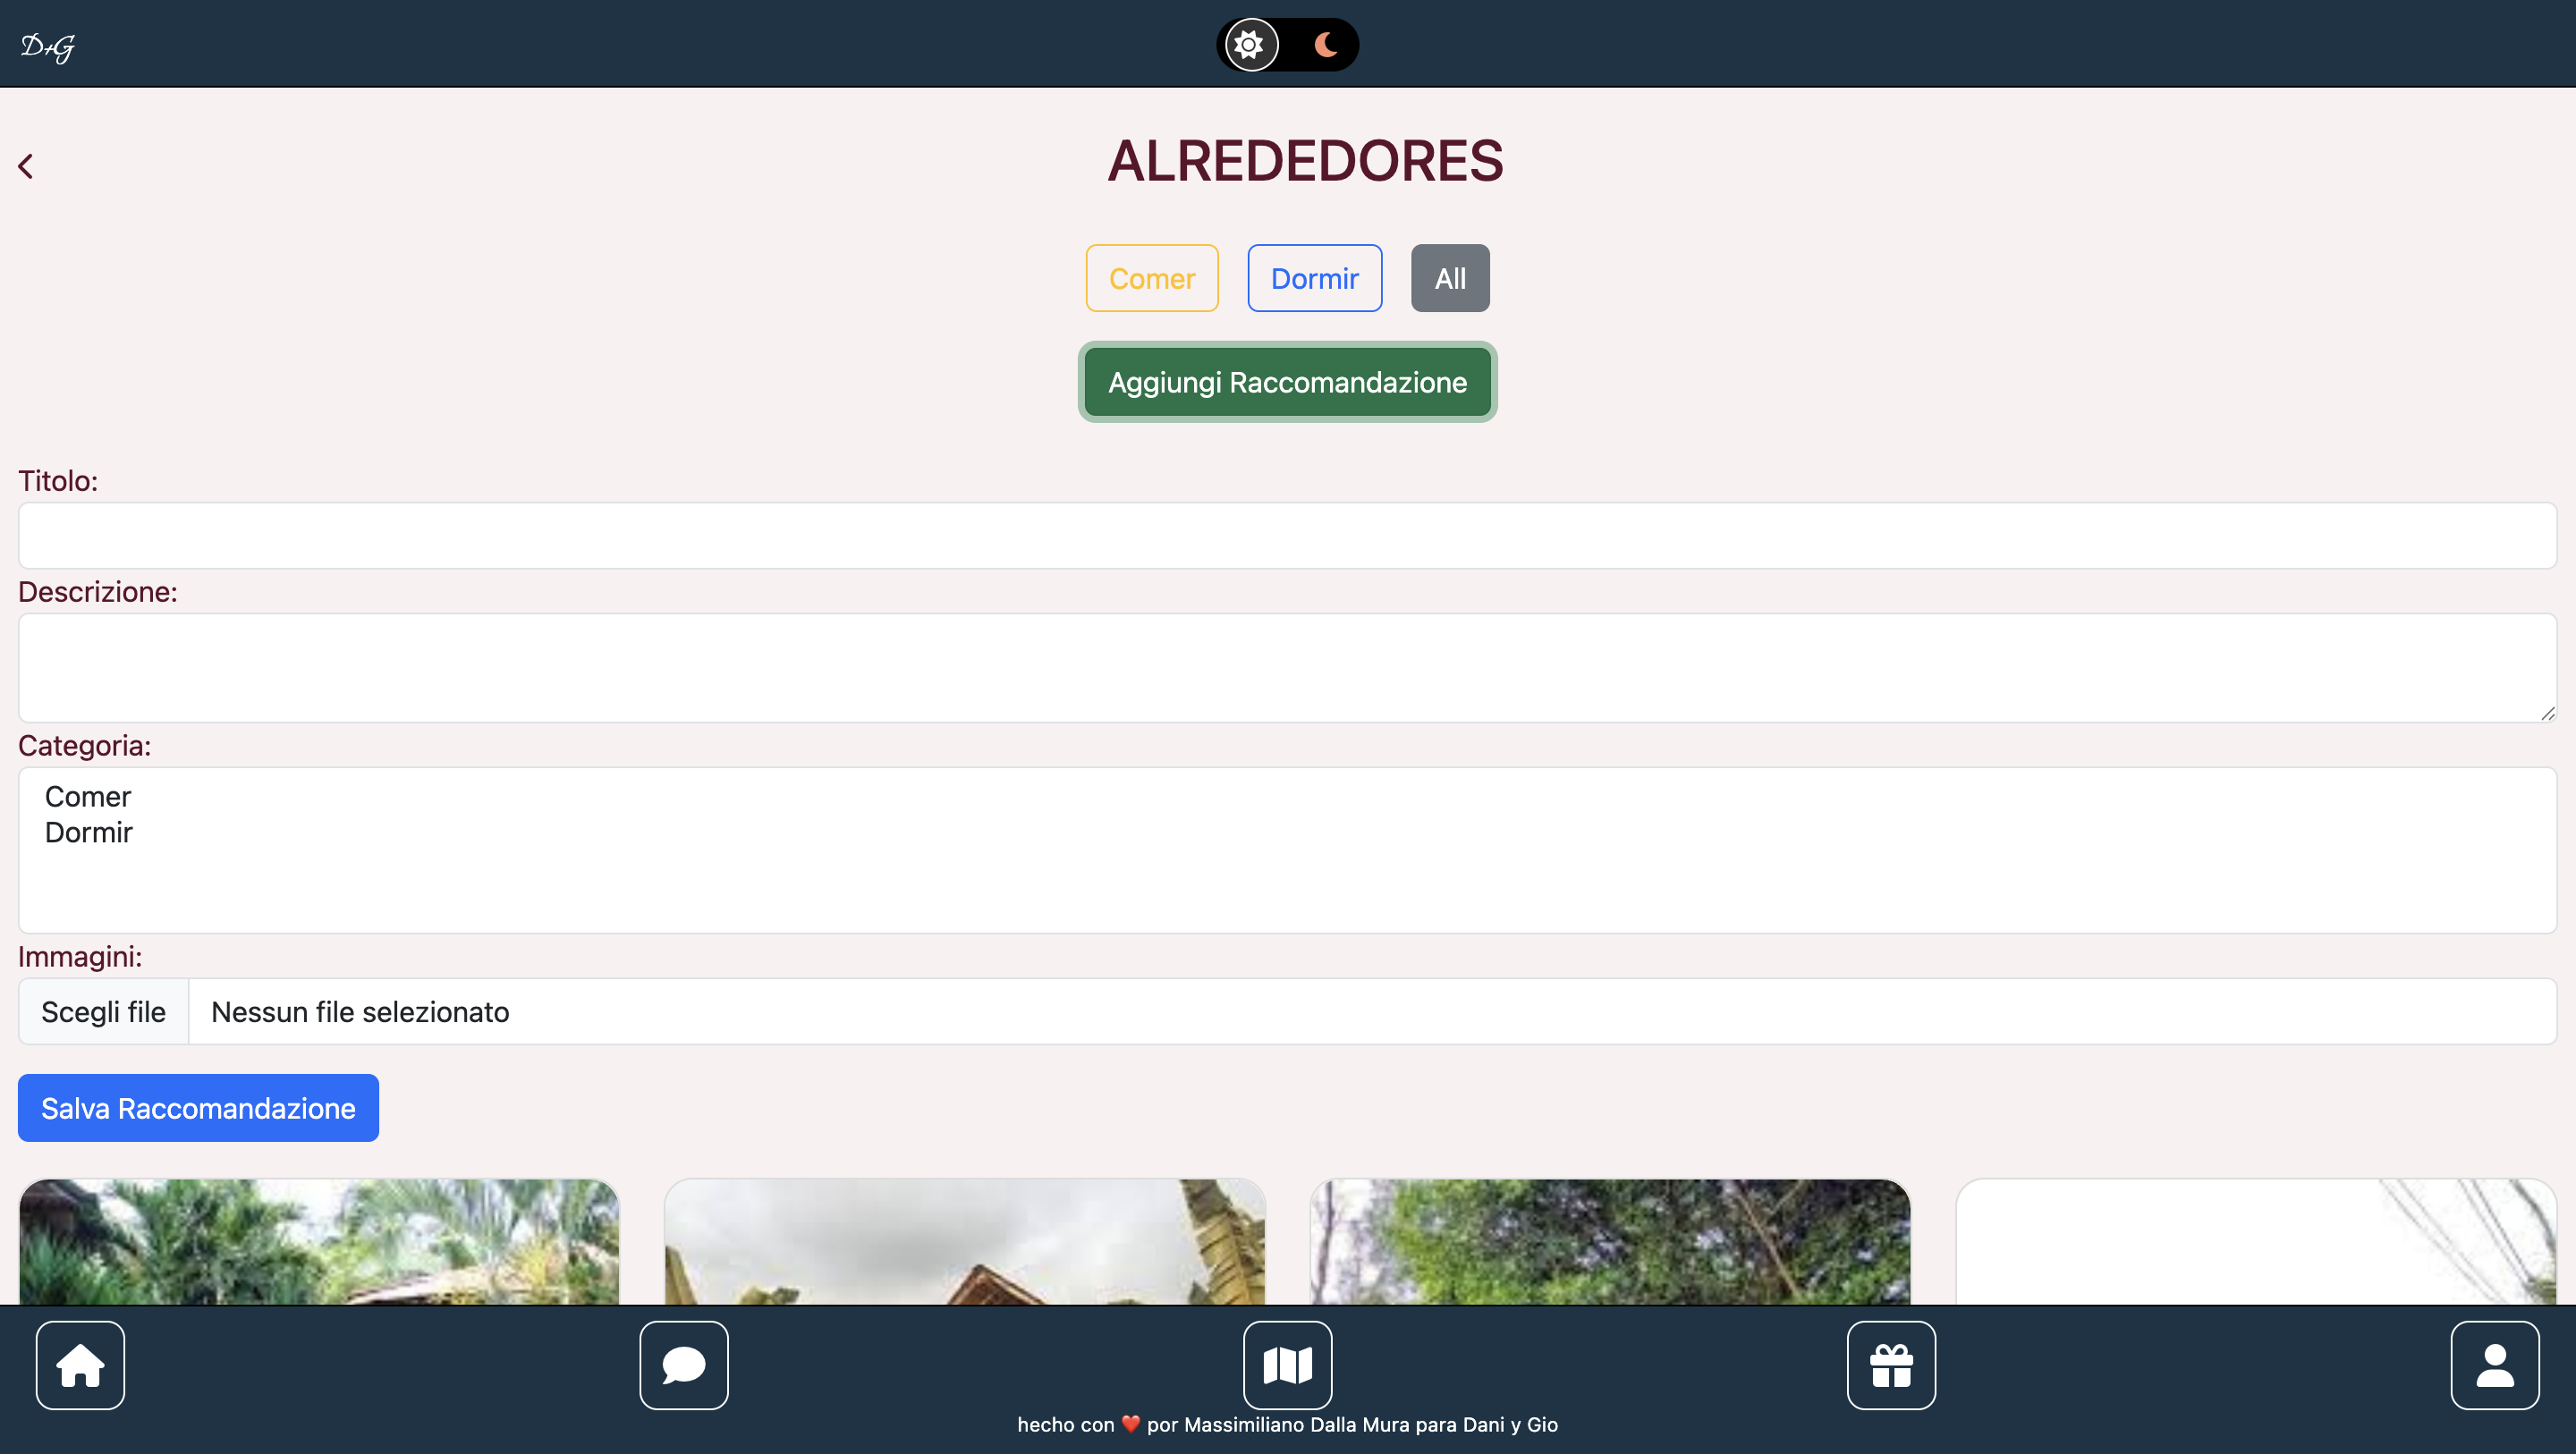 D+G
ALREDEDORES
Comer Dormir All
Aggiungi Raccomandazione
Titolo:
Descrizione:
Categoria:
Comer
Dormir
Immagini:
Scegli file Nessun file selezionato
Salva Raccomandazione
hecho con ❤️ por Massimiliano Dalla Mura para Dani y Gio